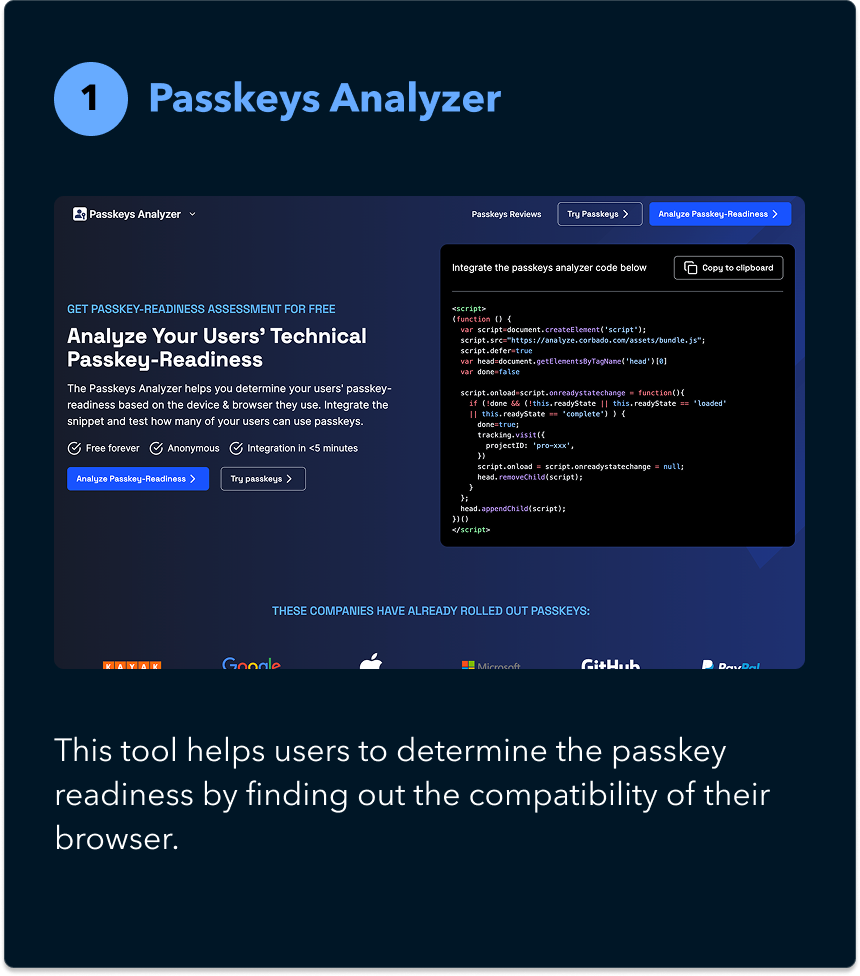 1 Passkeys Analyzer
Passkeys Analyzer
Passkeys Reviews
Try Passkeys
Analyze Passkey-Readiness
GET PASSKEY-READINESS ASSESSMENT FOR FREE
Analyze Your Users' Technical
Passkey-Readiness
The Passkeys Analyzer helps you determine your users' passkey-
readiness based on the device & browser they use. Integrate the
snippet and test how many of your users can use passkeys.
Free forever
Anonymous
Integration in <5 minutes
Analyze Passkey-Readiness
Try passkeys
Integrate the passkeys analyzer code below
Copy to clipboard
<script>
(function () {
var script=document.createElement('script");
script.src="https://analyze.corbado.com/assets/bundle.js";
script.defer=true
var head=document.getElementsByTagName('head')[0]
var done=false
script.onload=script.onreadystatechange = function(){
if (!done && (!this.readyState || this.readyState == 'loaded'
|| this.readyState == 'complete") ) {
done=true;
tracking.visit({
projectID: 'pro-xxx',
})
script.onload = script.onreadystatechange = null;
head.removeChild(script);
}
};
head.appendChild(script);
})()
</script>
THESE COMPANIES HAVE ALREADY ROLLED OUT PASSKEYS:
KAYAK
Google
Microsoft
GitHub
PayPal
This tool helps users to determine the passkey
readiness by finding out the compatibility of their
browser.